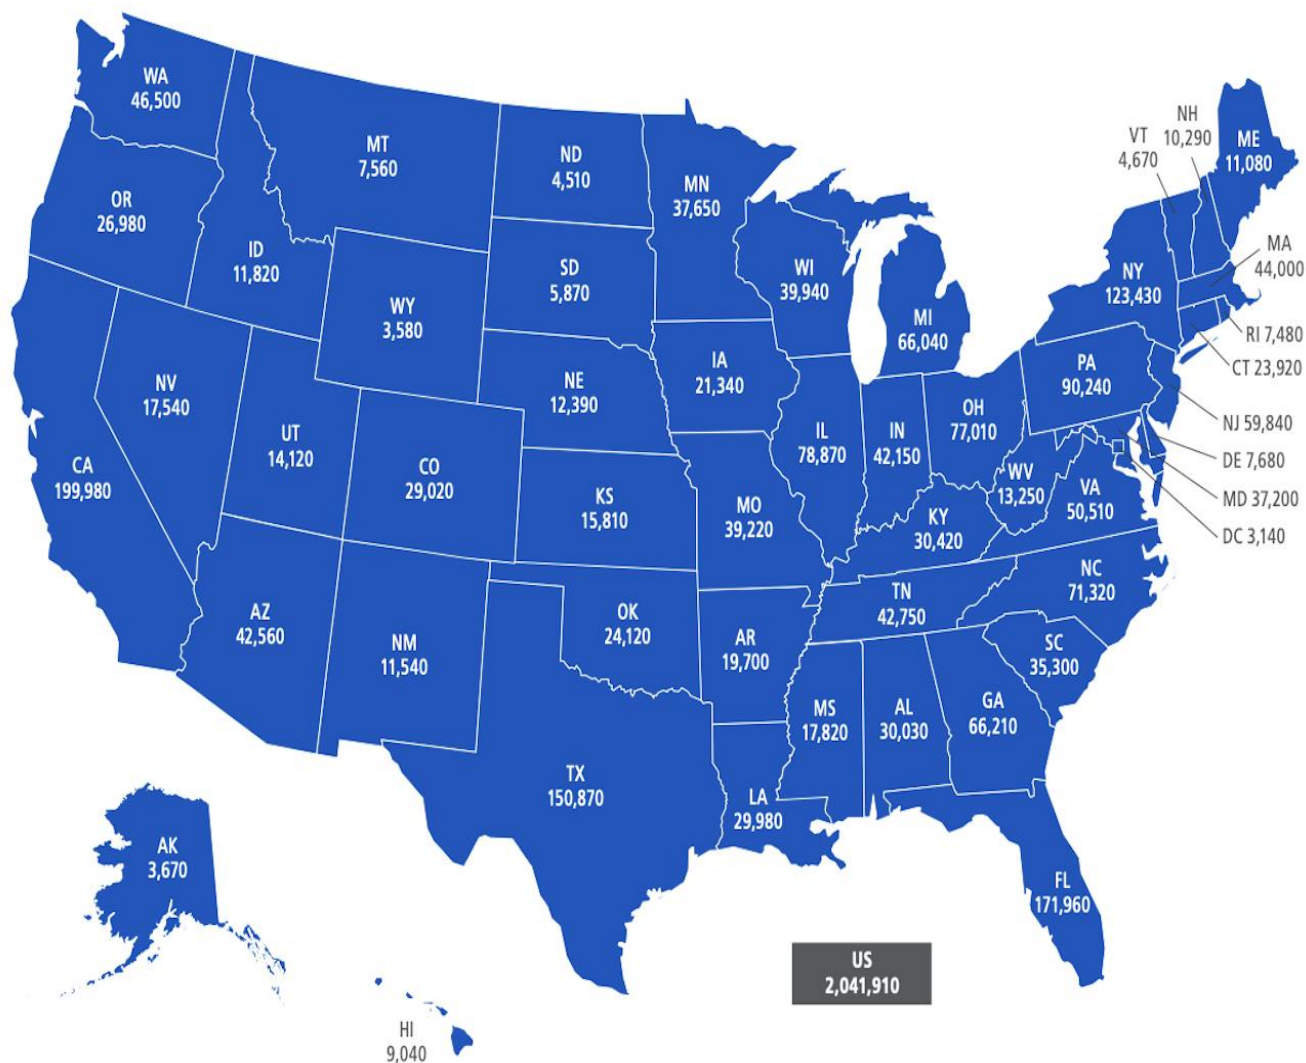 WA
46,500
MT
7,560
ND
4,510
MN
37,650
VT
4,670
NH
10,290
ME
11,080
OR
26,980
ID
11,820
SD
5,870
WI
39,940
MI
66,040
NY
123,430
MA
44,000
WY
3,580
RI 7,480
CT 23,920
NV
17,540
NE
12,390
IA
21,340
PA
90,240
NJ 59,840
UT
14,120
CO
29,020
IL
78,870
IN
42,150
OH
77,010
DE 7,680
CA
199,980
KS
15,810
MO
39,220
KY
30,420
WV
13,250
VA
50,510
MD 37,200
DC 3,140
AZ
42,560
NM
11,540
OK
24,120
AR
19,700
TN
42,750
NC
71,320
SC
35,300
MS
17,820
AL
30,030
GA
66,210
TX
150,870
LA
29,980
AK
3,670
FL
171,960
US
2,041,910
HI
9,040